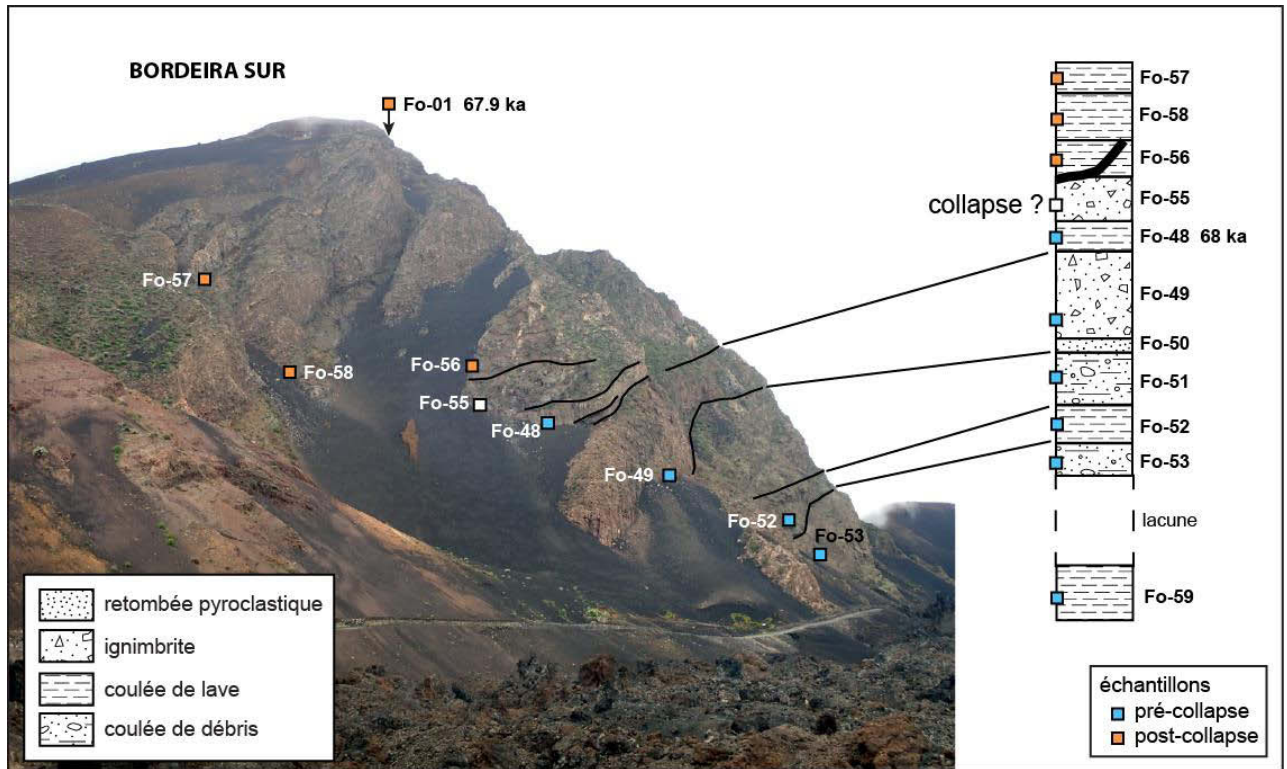 BORDEIRA SUR
Fo-01 67.9 ka
Fo-57
Fo-58
Fo-56
Fo-55
Fo-48
Fo-49
Fo-52
Fo-53
collapse ?
Fo-57
Fo-58
Fo-56
Fo-55
Fo-48 68 ka
Fo-49
Fo-50
Fo-51
Fo-52
Fo-53
lacune
Fo-59
retombée pyroclastique
ignimbrite
coulée de lave
coulée de débris
échantillons
pré-collapse
post-collapse